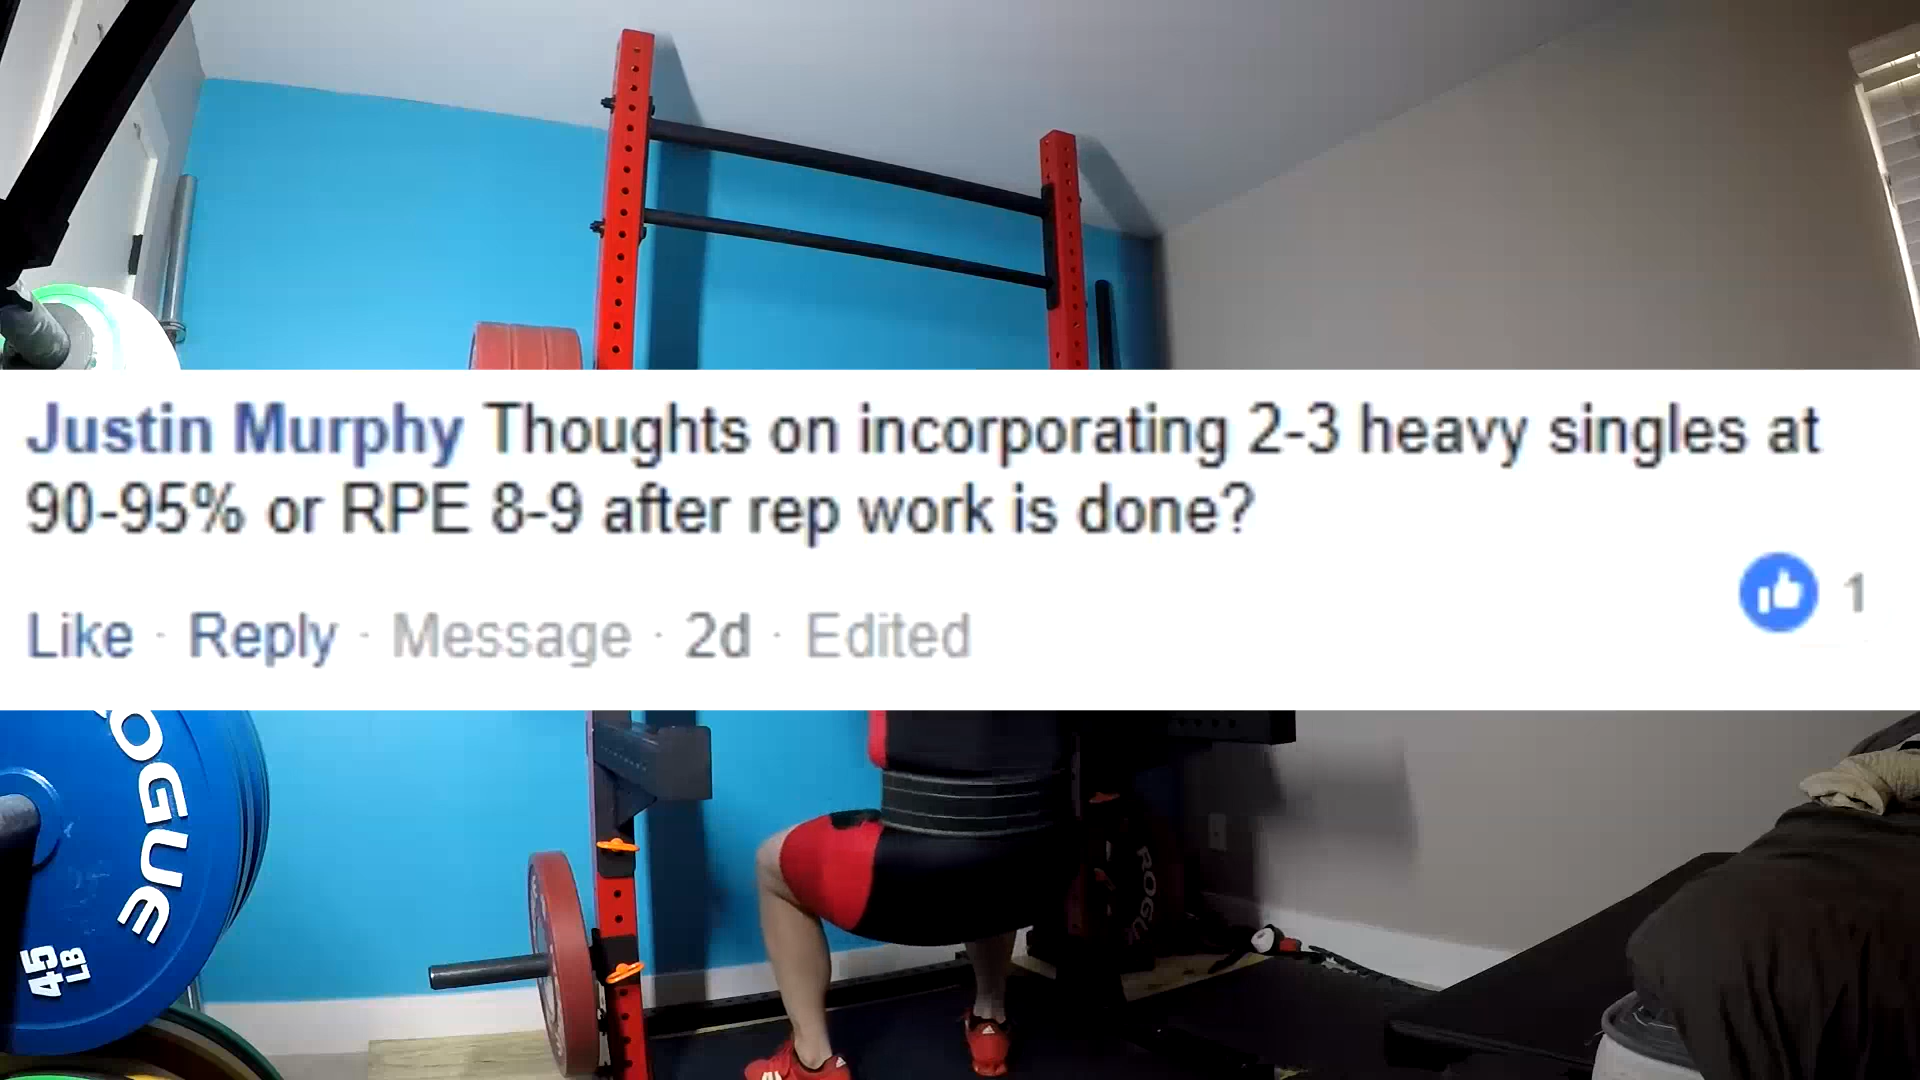 Justin Murphy Thoughts on incorporating 2-3 heavy singles at
90-95% or RPE 8-9 after rep work is done?
1
Like · Reply · Message · 2d · Edited
OGUE
45
LB
ROGUE